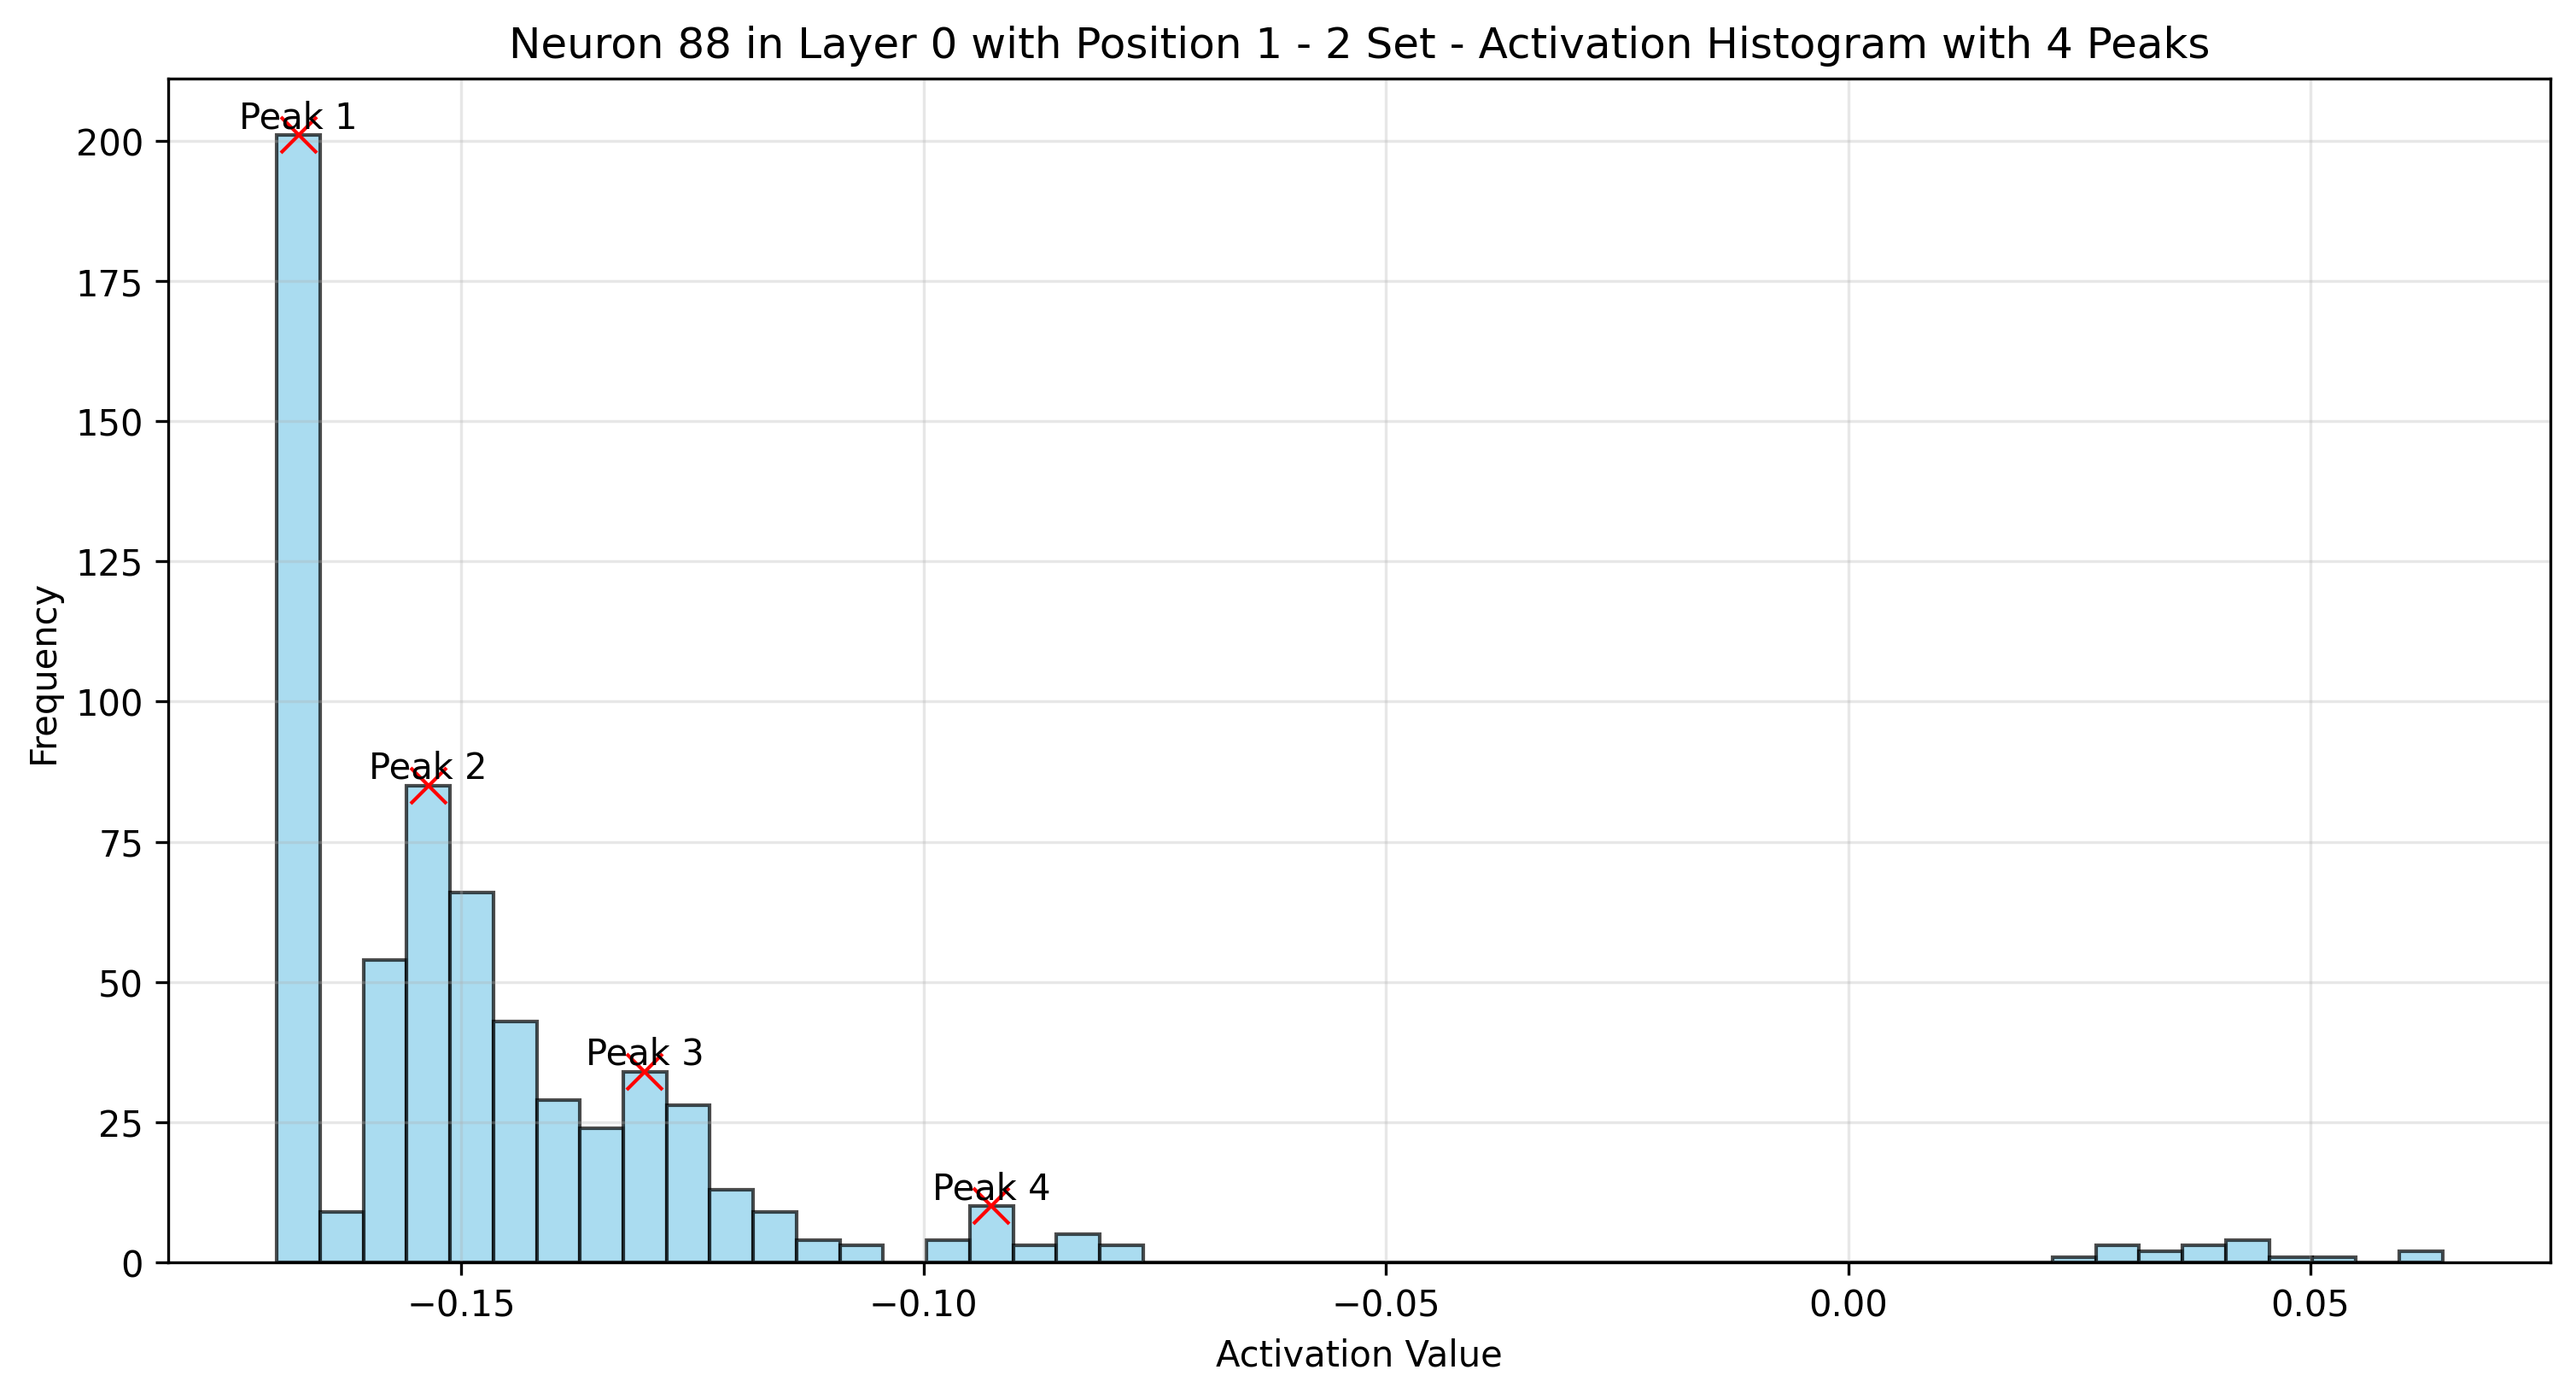 Neuron 88 in Layer 0 with Position 1 - 2 Set - Activation Histogram with 4 Peaks
Peak 1
Peak 2
Peak 3
Peak 4
Frequency
200
175
150
125
100
75
50
25
0
−0.15
−0.10
−0.05
0.00
0.05
Activation Value